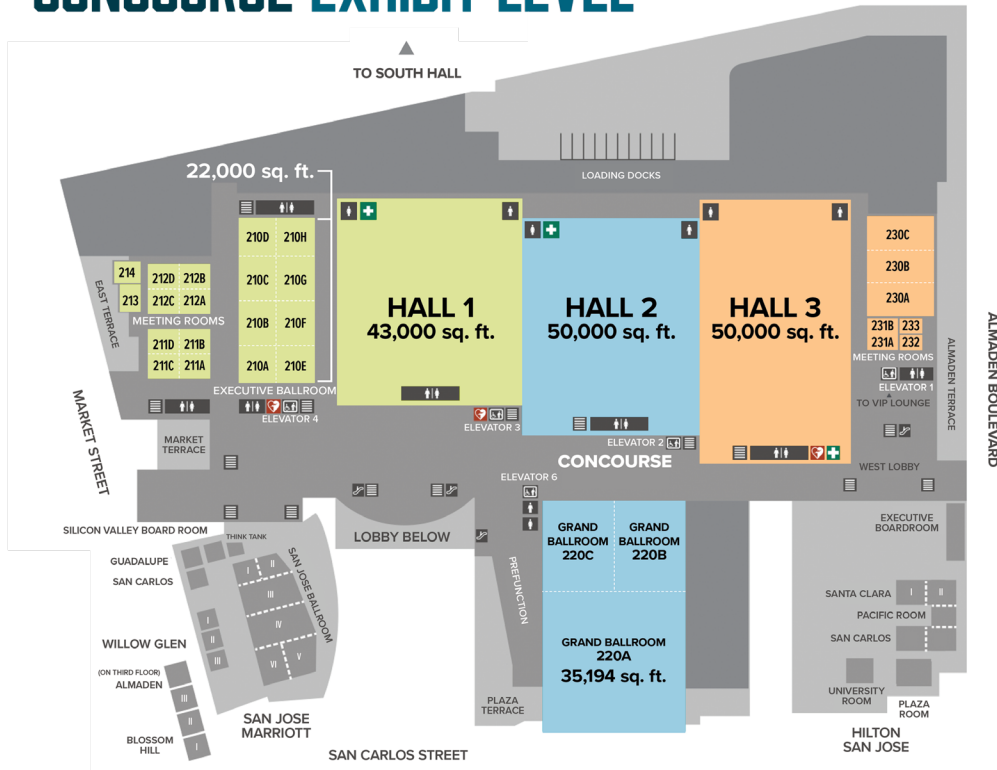 CONCOURSE EXHIBIT LEVEL
TO SOUTH HALL
22,000 sq. ft.
LOADING DOCKS
210D 210H
210C 210G
210B 210F
210A 210E
EXECUTIVE BALLROOM
ELEVATOR 4
214
213
212D 212B
212C 212A
MEETING ROOMS
211D 211B
211C 211A
EAST TERRACE
MARKET STREET
MARKET
TERRACE
HALL 1
43,000 sq. ft.
ELEVATOR 3
HALL 2
50,000 sq. ft.
ELEVATOR 2
HALL 3
50,000 sq. ft.
230C
230B
230A
231B 233
231A 232
MEETING ROOMS
ELEVATOR 1
TO VIP LOUNGE
ALMADEN TERRACE
ALMADEN BOULEVARD
CONCOURSE
WEST LOBBY
ELEVATOR 6
LOBBY BELOW
PREFUNCTION
GRAND
BALLROOM
220C
GRAND
BALLROOM
220B
GRAND BALLROOM
220A
35,194 sq. ft.
PLAZA
TERRACE
SILICON VALLEY BOARD ROOM
THINK TANK
GUADALUPE
SAN CARLOS
SAN JOSE BALLROOM
I II
III
IV
VI V
WILLOW GLEN
I
II
III
(ON THIRD FLOOR)
ALMADEN
III
II
BLOSSOM
HILL
I
SAN JOSE
MARRIOTT
SAN CARLOS STREET
EXECUTIVE
BOARDROOM
SANTA CLARA
I II
PACIFIC ROOM
SAN CARLOS
UNIVERSITY
ROOM
PLAZA
ROOM
HILTON
SAN JOSE